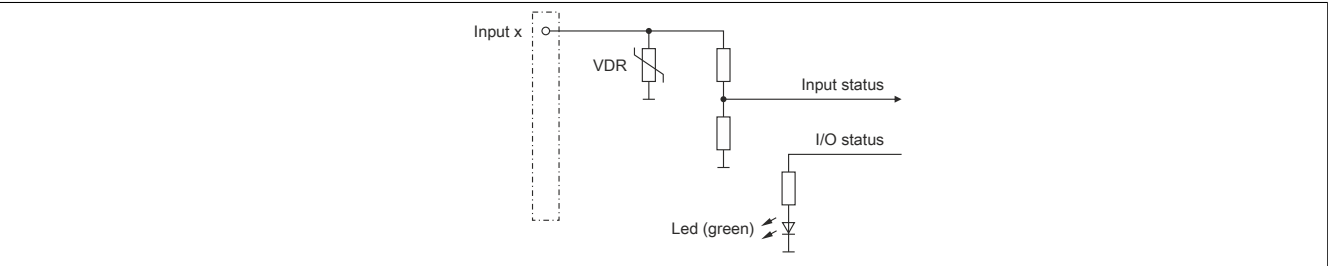 Input x
VDR
Input status
I/O status
Led (green)